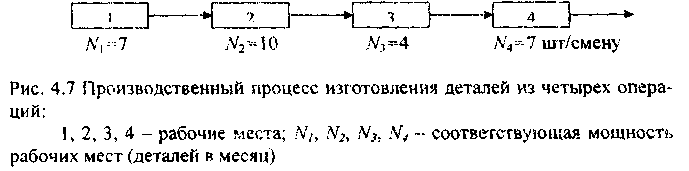 1 2 3 4
N₁=7 N₂=10 N₃=4 N₄=7 шт/смену
Рис. 4.7 Производственный процесс изготовления деталей из четырех опера-
ций:
1, 2, 3, 4 – рабочие места; N₁, N₂, N₃, N₄ – соответствующая мощность
рабочих мест (деталей в месяц)